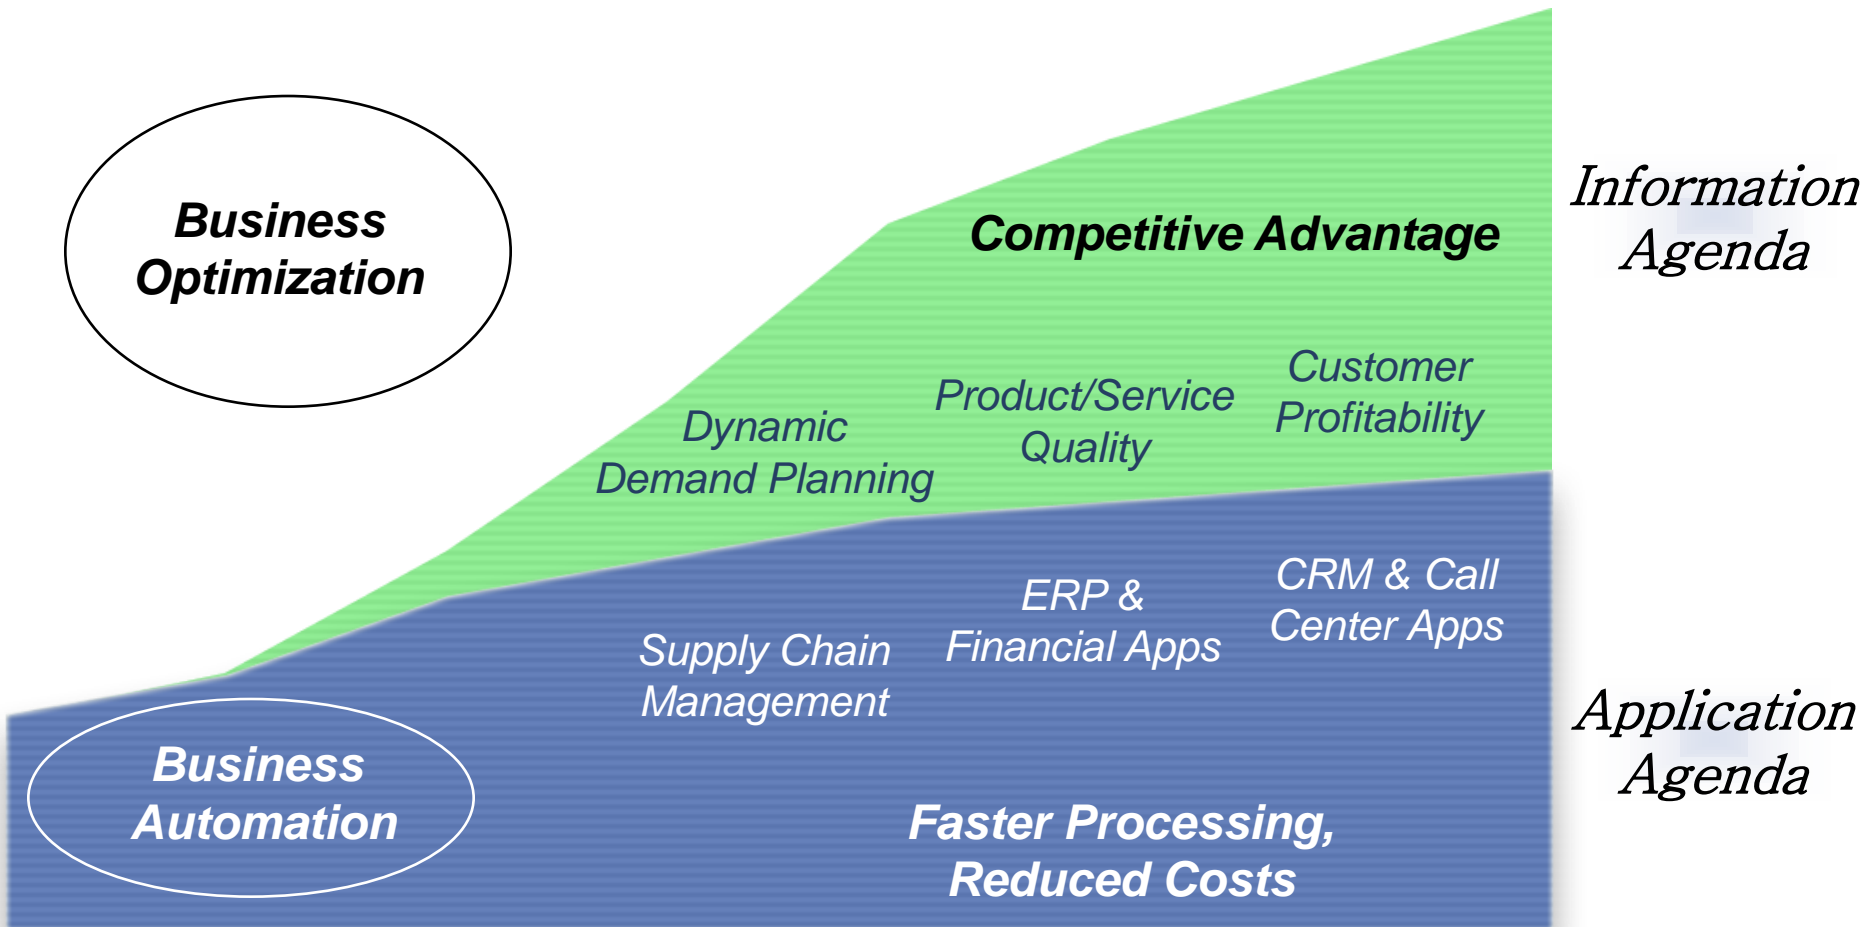 Business
Optimization
Competitive Advantage
Information
Agenda
Dynamic
Demand Planning
Product/Service
Quality
Customer
Profitability
Supply Chain
Management
ERP &
Financial Apps
CRM & Call
Center Apps
Application
Agenda
Business
Automation
Faster Processing,
Reduced Costs